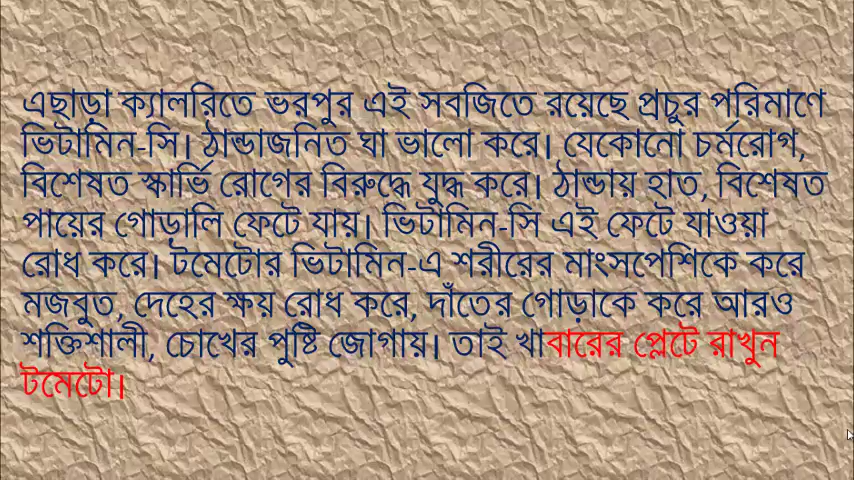 এছাড়া ক্যালরিতে ভরপুর এই সবজিতে রয়েছে প্রচুর পরিমাণে
ভিটামিন-সি। ঠান্ডাজনিত ঘা ভালো করে। যেকোনো চর্মরোগ,
বিশেষত স্কার্ভি রোগের বিরুদ্ধে যুদ্ধ করে। ঠান্ডায় হাত, বিশেষত
পায়ের গোড়ালি ফেটে যায়। ভিটামিন-সি এই ফেটে যাওয়া
রোধ করে। টমেটোর ভিটামিন-এ শরীরের মাংসপেশিকে করে
মজবুত, দেহের ক্ষয় রোধ করে, দাঁতের গোড়াকে করে আরও
শক্তিশালী, চোখের পুষ্টি জোগায়। তাই খাবারের প্লেটে রাখুন
টমেটো।